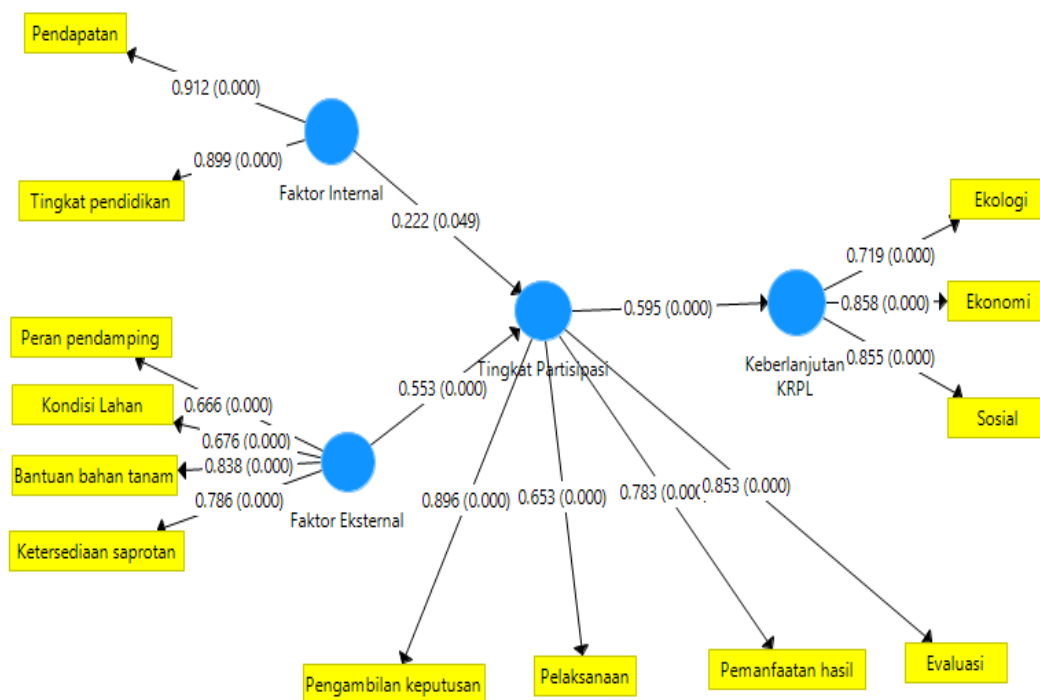 Pendapatan
0.912 (0.000)
0.899 (0.000)
Tingkat pendidikan
Faktor Internal
0.222 (0.049)
Ekologi
0.719 (0.000)
Ekonomi
0.858 (0.000)
0.855 (0.000)
Sosial
Keberlanjutan
KRPL
0.595 (0.000)
Tingkat Partisipasi
Peran pendamping
0.666 (0.000)
Kondisi Lahan
0.676 (0.000)
Bantuan bahan tanam
0.838 (0.000)
0.786 (0.000)
Ketersediaan saprotan
Faktor Eksternal
0.553 (0.000)
0.896 (0.000)
0.653 (0.000)
0.783 (0.000
0.853 (0.000)
Pengambilan keputusan
Pelaksanaan
Pemanfaatan hasil
Evaluasi